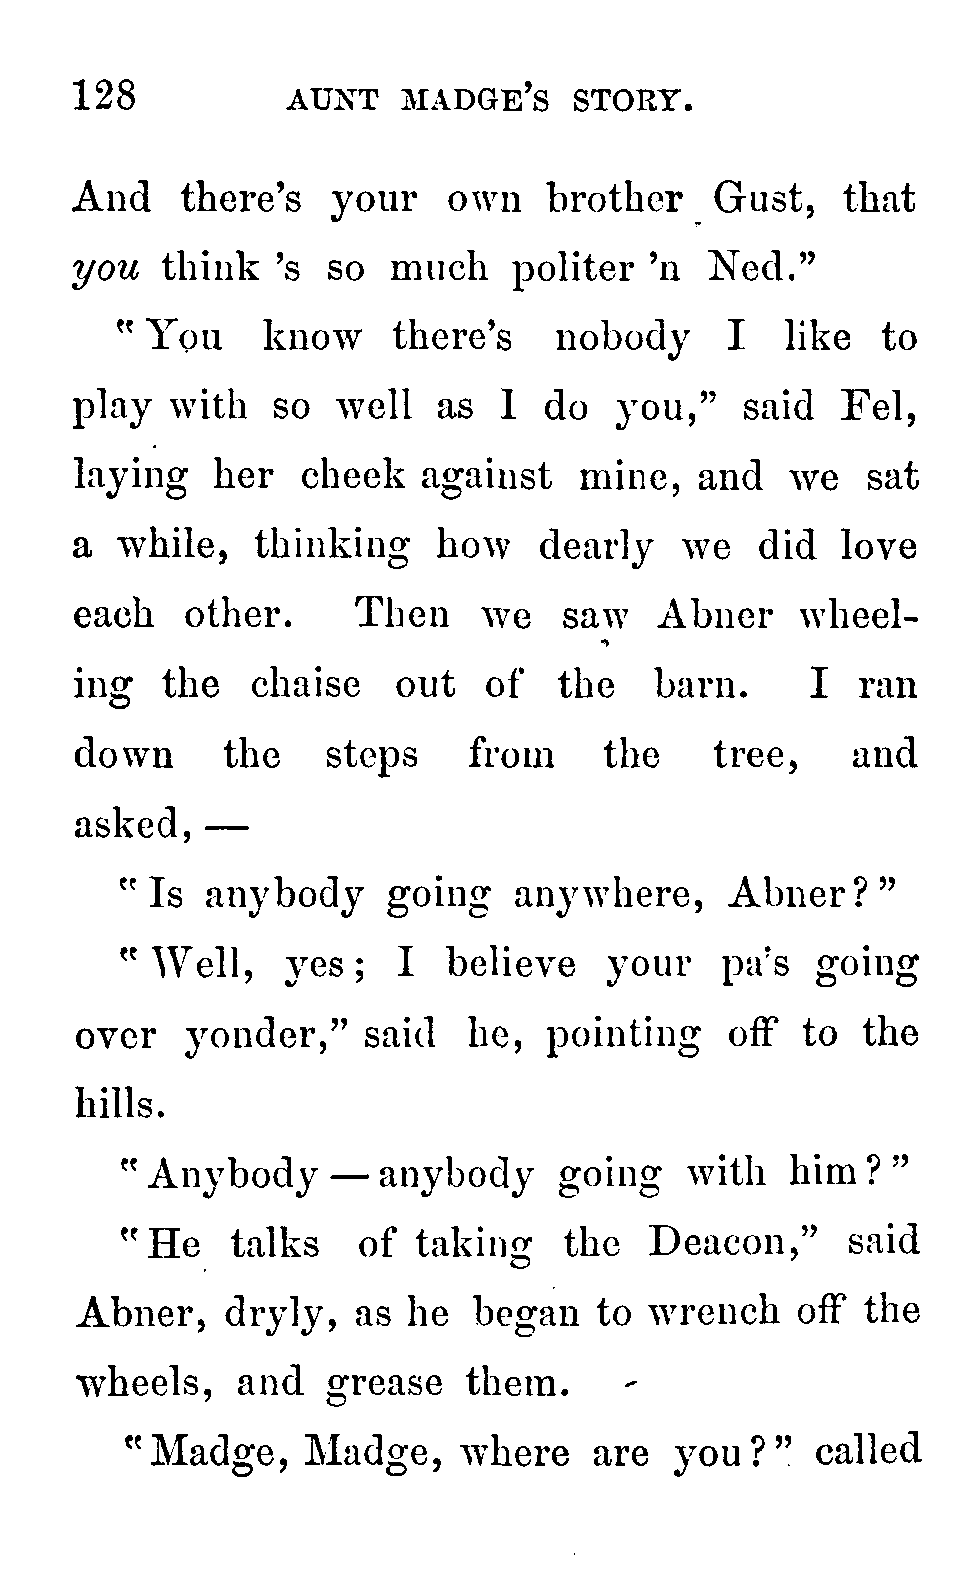 128 AUNT MADGE'S STORY.
And there's your own brother Gust, that
you think 's so much politer 'n Ned."
"You know there's nobody I like to
play with so well as I do you," said Fel,
laying her cheek against mine, and we sat
a while, thinking how dearly we did love
each other. Then we saw Abner wheel-
ing the chaise out of the barn. I ran
down the steps from the tree, and
asked, —
"Is anybody going anywhere, Abner?"
"Well, yes; I believe your pa's going
over yonder," said he, pointing off to the
hills.
"Anybody — anybody going with him?"
"He talks of taking the Deacon," said
Abner, dryly, as he began to wrench off the
wheels, and grease them.
"Madge, Madge, where are you?" called